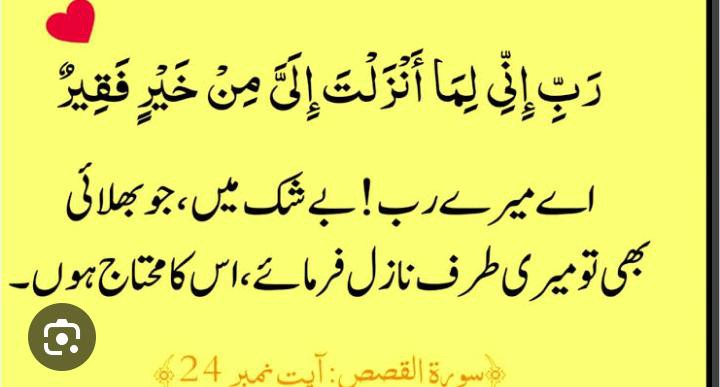 رَبِّ إِنِّي لِمَا أَنْزَلْتَ إِلَىَّ مِنْ خَيْرٍ فَقِيرٌ
اے میرے رب! بے شک میں، جو بھلائی
بھی تو میری طرف نازل فرمائے، اس کا محتاج ہوں۔
﴿سورۃ القصص: آیت نمبر 24﴾